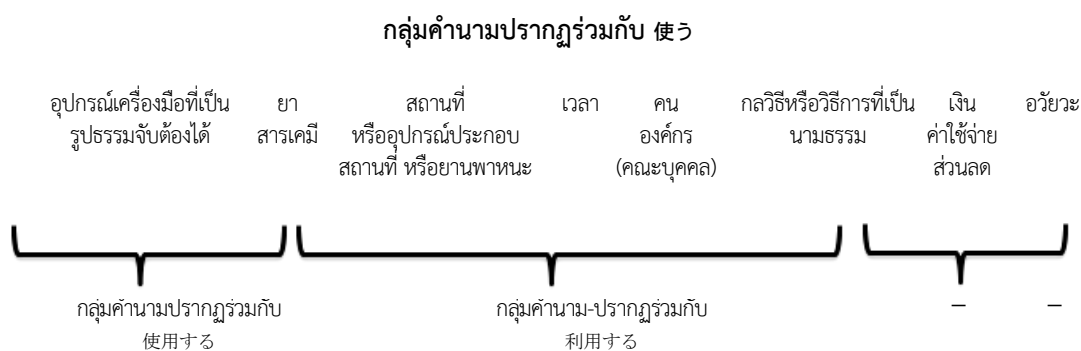 กลุ่มคำนามปรากฏร่วมกับ 使う
อุปกรณ์เครื่องมือที่เป็น ยา สถานที่ เวลา คน กลวิธีหรือวิธีการที่เป็น เงิน อวัยวะ
รูปธรรมจับต้องได้ สารเคมี หรืออุปกรณ์ประกอบ องค์กร นามธรรม ค่าใช้จ่าย
สถานที่ หรือยานพาหนะ (คณะบุคคล) ส่วนลด
กลุ่มคำนามปรากฏร่วมกับ กลุ่มคำนาม-ปรากฏร่วมกับ – –
使用する 利用する